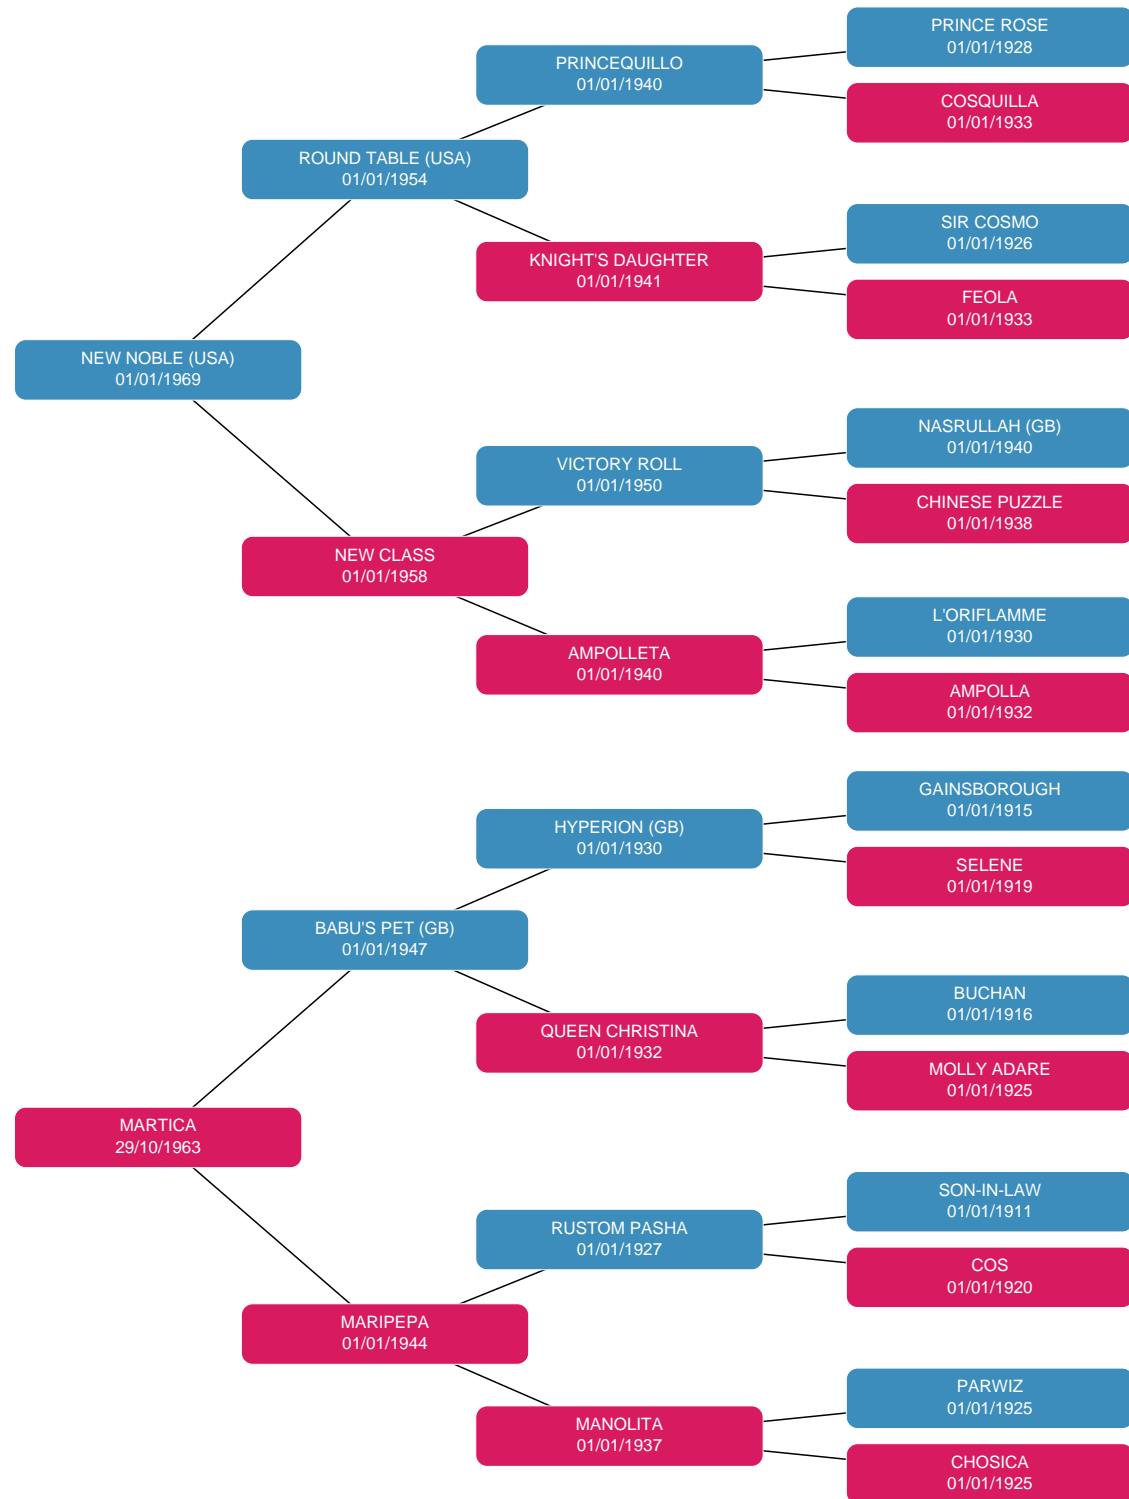 PRINCE ROSE
01/01/1928
PRINCEQUILLO
01/01/1940
COSQUILLA
01/01/1933
ROUND TABLE (USA)
01/01/1954
SIR COSMO
01/01/1926
KNIGHT'S DAUGHTER
01/01/1941
FEOLA
01/01/1933
NEW NOBLE (USA)
01/01/1969
NASRULLAH (GB)
01/01/1940
VICTORY ROLL
01/01/1950
CHINESE PUZZLE
01/01/1938
NEW CLASS
01/01/1958
L'ORIFLAMME
01/01/1930
AMPOLLETA
01/01/1940
AMPOLLA
01/01/1932
GAINSBOROUGH
01/01/1915
HYPERION (GB)
01/01/1930
SELENE
01/01/1919
BABU'S PET (GB)
01/01/1947
BUCHAN
01/01/1916
QUEEN CHRISTINA
01/01/1932
MOLLY ADARE
01/01/1925
MARTICA
29/10/1963
SON-IN-LAW
01/01/1911
RUSTOM PASHA
01/01/1927
COS
01/01/1920
MARIPEPA
01/01/1944
PARWIZ
01/01/1925
MANOLITA
01/01/1937
CHOSICA
01/01/1925